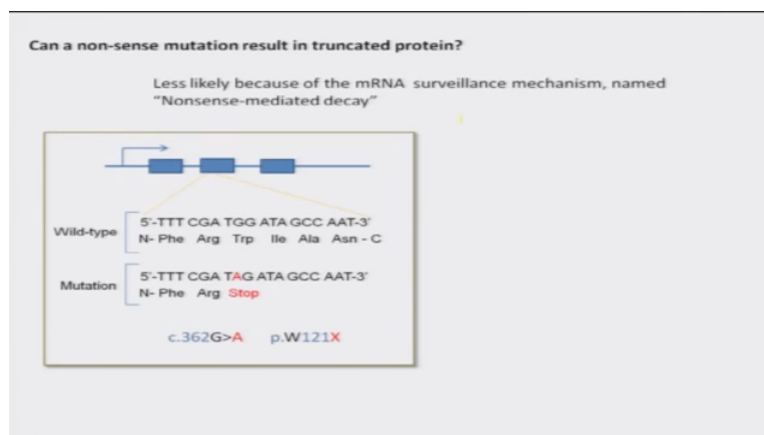 Can a non-sense mutation result in truncated protein?
Less likely because of the mRNA surveillance mechanism, named
“Nonsense-mediated decay”
Wild-type
5'-TTT CGA TGG ATA GCC AAT-3'
N- Phe Arg Trp Ile Ala Asn - C
Mutation
5'-TTT CGA TAG ATA GCC AAT-3'
N- Phe Arg Stop
c.362G>A p.W121X